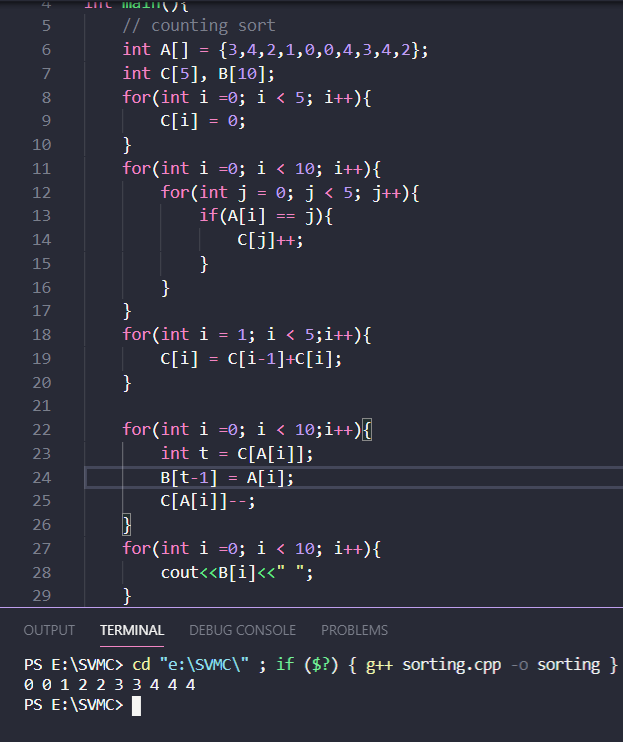 4 int main(){
5 // counting sort
6 int A[] = {3,4,2,1,0,0,4,3,4,2};
7 int C[5], B[10];
8 for(int i =0; i < 5; i++){
9 C[i] = 0;
10 }
11 for(int i =0; i < 10; i++){
12 for(int j = 0; j < 5; j++){
13 if(A[i] == j){
14 C[j]++;
15 }
16 }
17 }
18 for(int i = 1; i < 5;i++){
19 C[i] = C[i-1]+C[i];
20 }
21
22 for(int i =0; i < 10;i++){
23 int t = C[A[i]];
24 B[t-1] = A[i];
25 C[A[i]]--;
26 }
27 for(int i =0; i < 10; i++){
28 cout<<B[i]<<" ";
29 }
OUTPUT TERMINAL DEBUG CONSOLE PROBLEMS
PS E:\SVMC> cd "e:\SVMC\" ; if ($?) { g++ sorting.cpp -o sorting }
0 0 1 2 2 3 3 4 4 4
PS E:\SVMC>